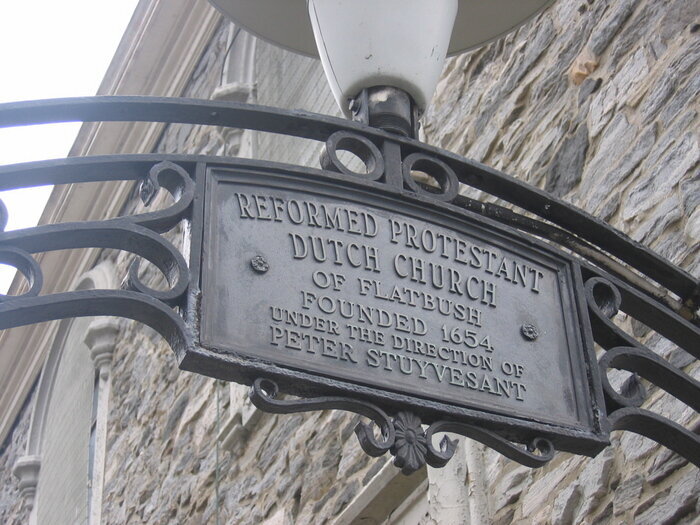 REFORMED PROTESTANT
DUTCH CHURCH
OF FLATBUSH
FOUNDED 1654
UNDER THE DIRECTION OF
PETER STUYVESANT